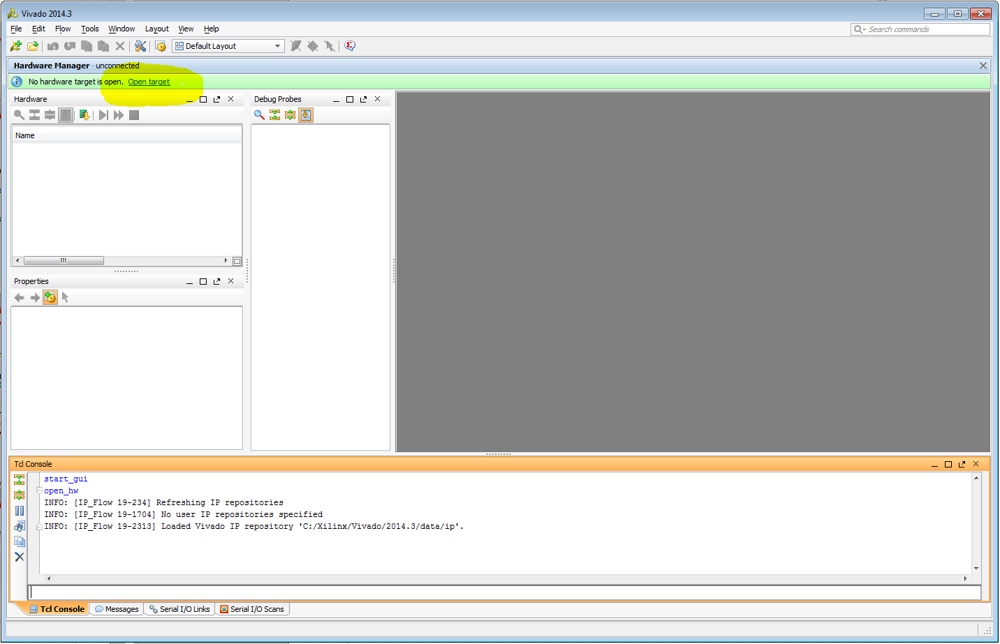 Vivado 2014.3
File Edit Flow Tools Window Layout View Help
Search commands
Default Layout
Hardware Manager - unconnected
No hardware target is open. Open target
Hardware
Debug Probes
Name
Properties
Tcl Console
start_gui
open_hw
INFO: [IP_Flow 19-234] Refreshing IP repositories
INFO: [IP_Flow 19-1704] No user IP repositories specified
INFO: [IP_Flow 19-2313] Loaded Vivado IP repository 'C:/Xilinx/Vivado/2014.3/data/ip'.
Tcl Console Messages Serial I/O Links Serial I/O Scans